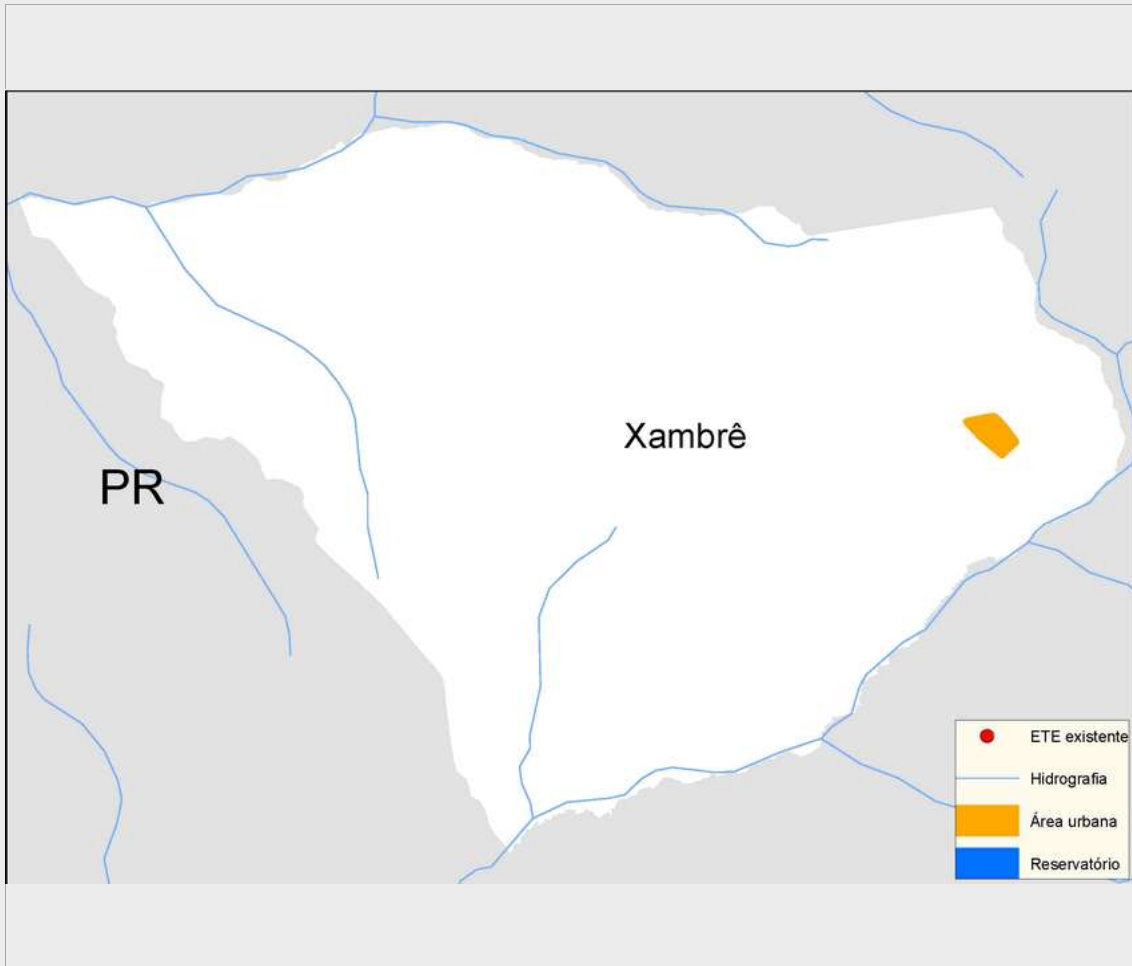 Xambrê
PR
ETE existente
Hidrografia
Área urbana
Reservatório